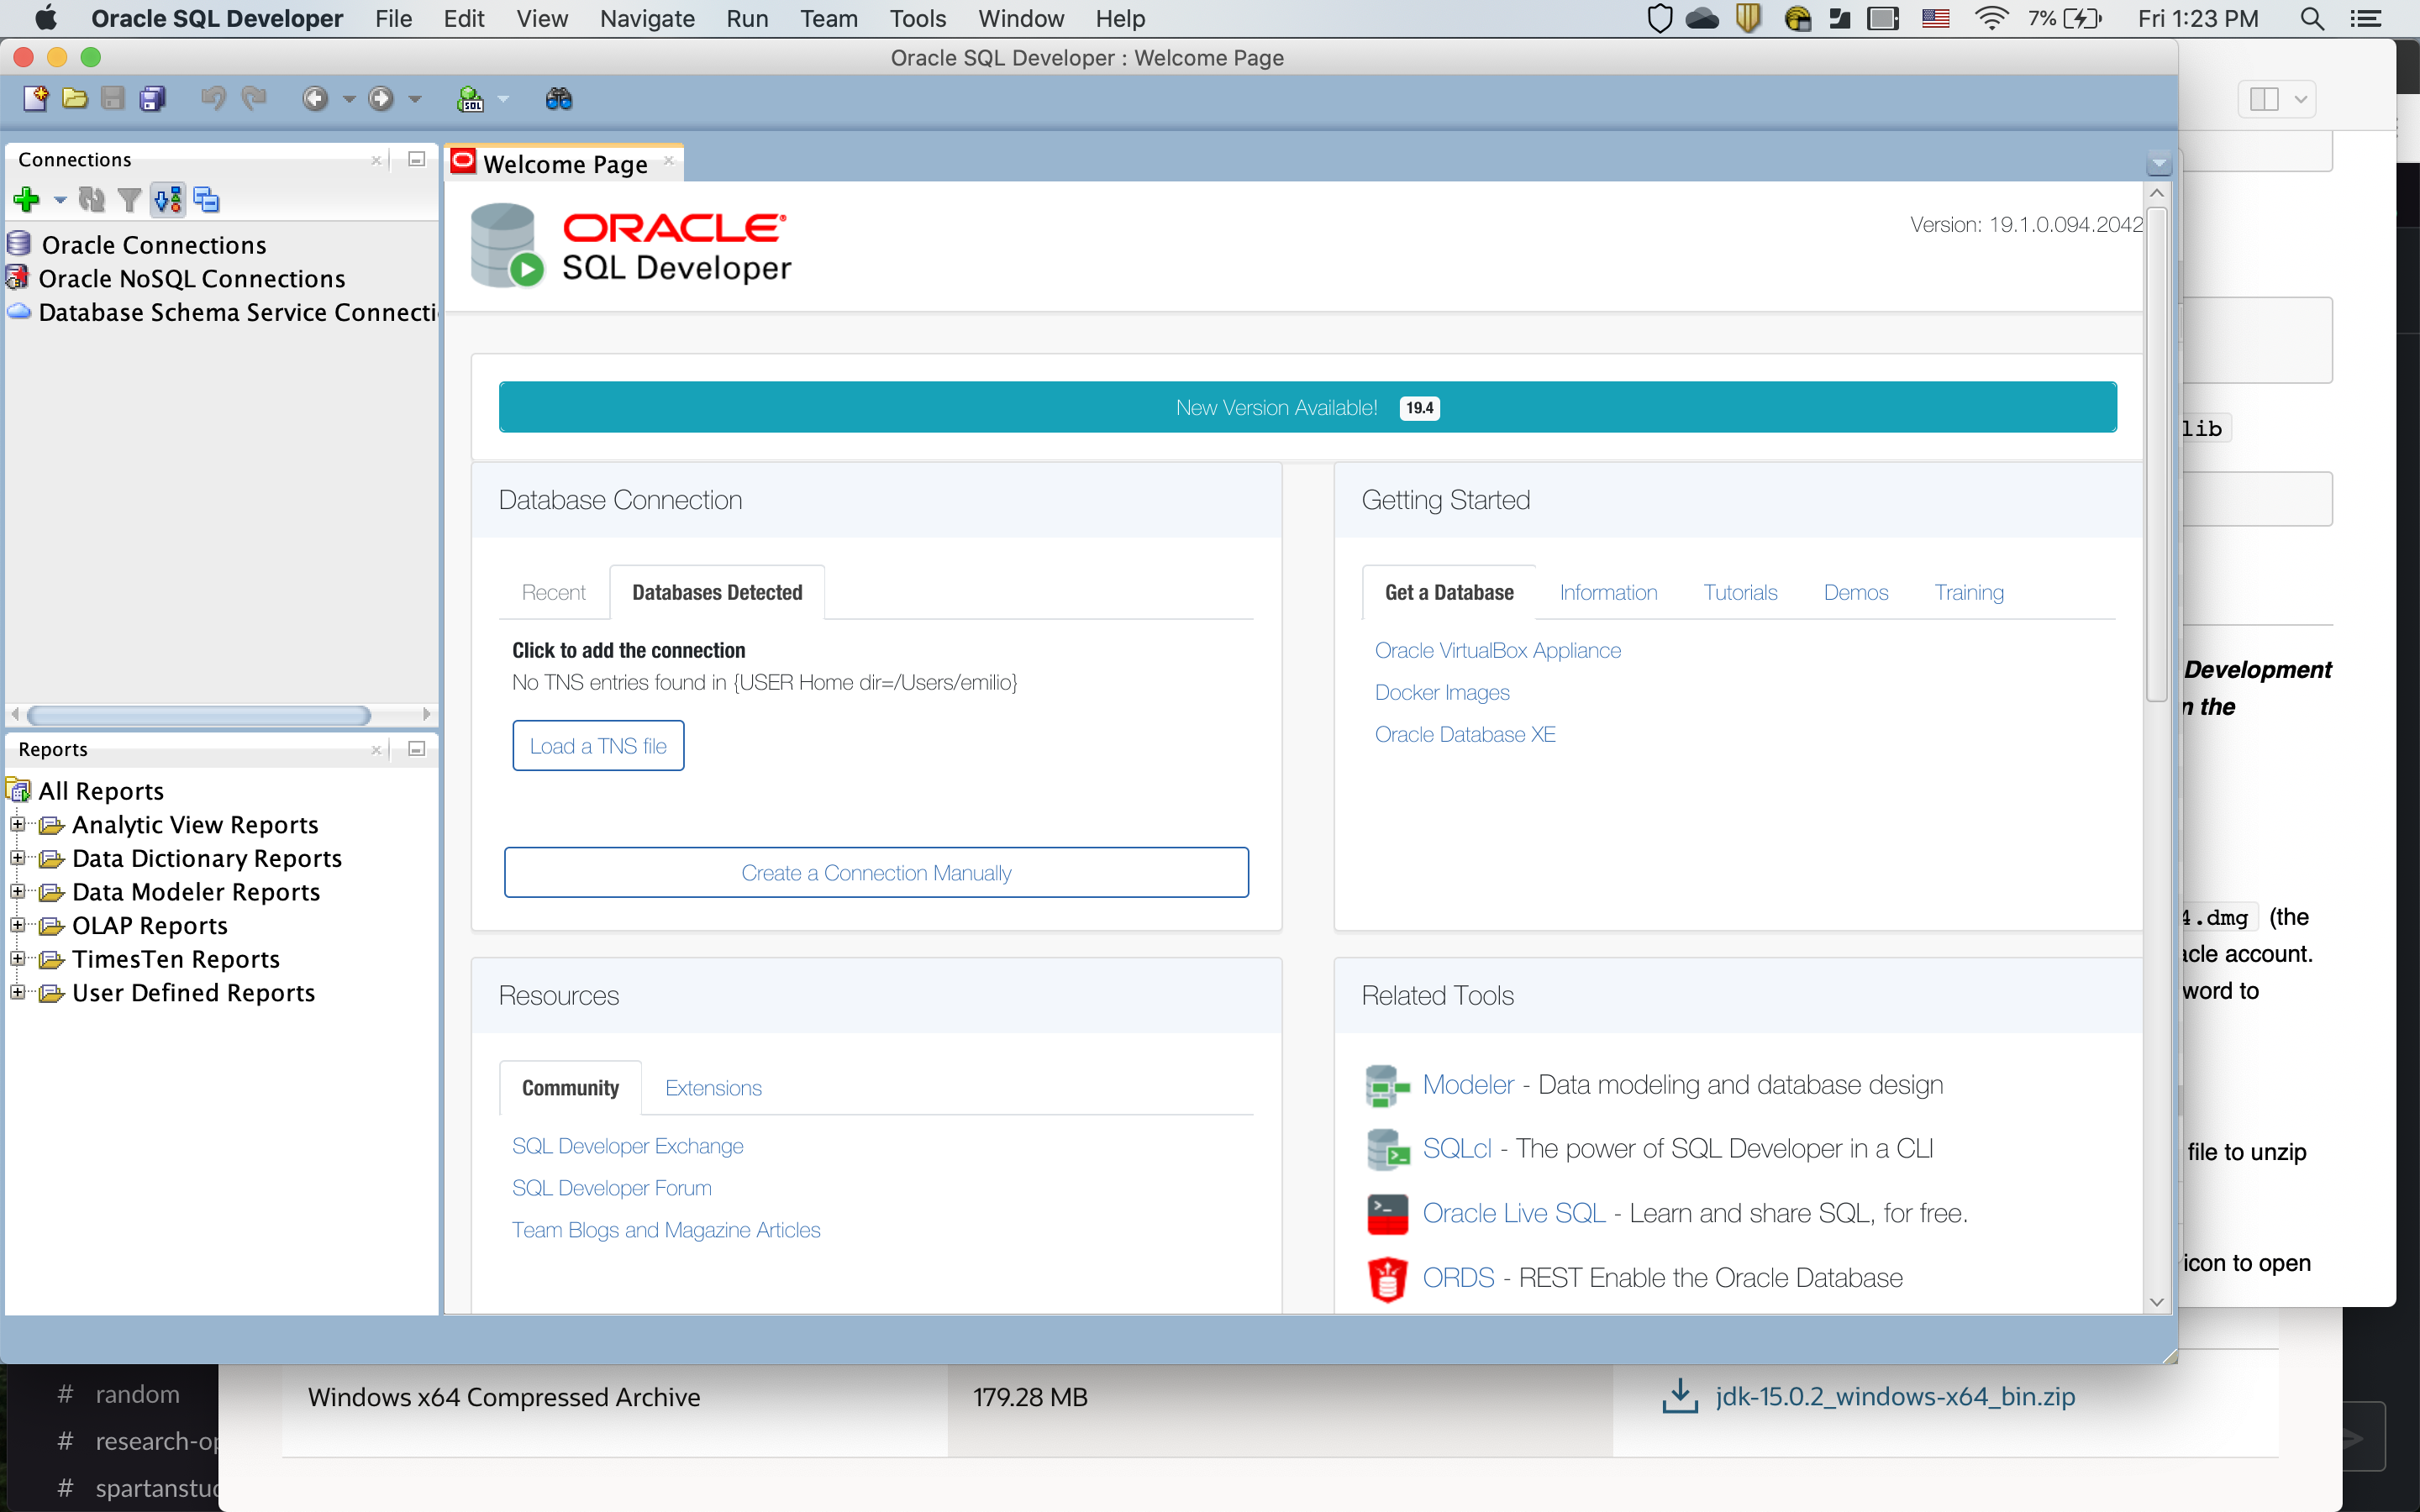 Oracle SQL Developer File Edit View Navigate Run Team Tools Window Help 7% Fri 1:23 PM
Oracle SQL Developer : Welcome Page
SQL
Connections
Oracle Connections
Oracle NoSQL Connections
Database Schema Service Connecti
Reports
All Reports
Analytic View Reports
Data Dictionary Reports
Data Modeler Reports
OLAP Reports
TimesTen Reports
User Defined Reports
Welcome Page
ORACLE
SQL Developer
Version: 19.1.0.094.2042
New Version Available! 19.4
Database Connection
Recent Databases Detected
Click to add the connection
No TNS entries found in {USER Home dir=/Users/emilio}
Load a TNS file
Create a Connection Manually
Getting Started
Get a Database Information Tutorials Demos Training
Oracle VirtualBox Appliance
Docker Images
Oracle Database XE
Resources
Community Extensions
SQL Developer Exchange
SQL Developer Forum
Team Blogs and Magazine Articles
Related Tools
Modeler - Data modeling and database design
SQLcl - The power of SQL Developer in a CLI
Oracle Live SQL - Learn and share SQL, for free.
ORDS - REST Enable the Oracle Database
lib
Development
n the
4.dmg (the
acle account.
word to
file to unzip
icon to open
# random
# research-op
# spartanstud
Windows x64 Compressed Archive 179.28 MB jdk-15.0.2_windows-x64_bin.zip